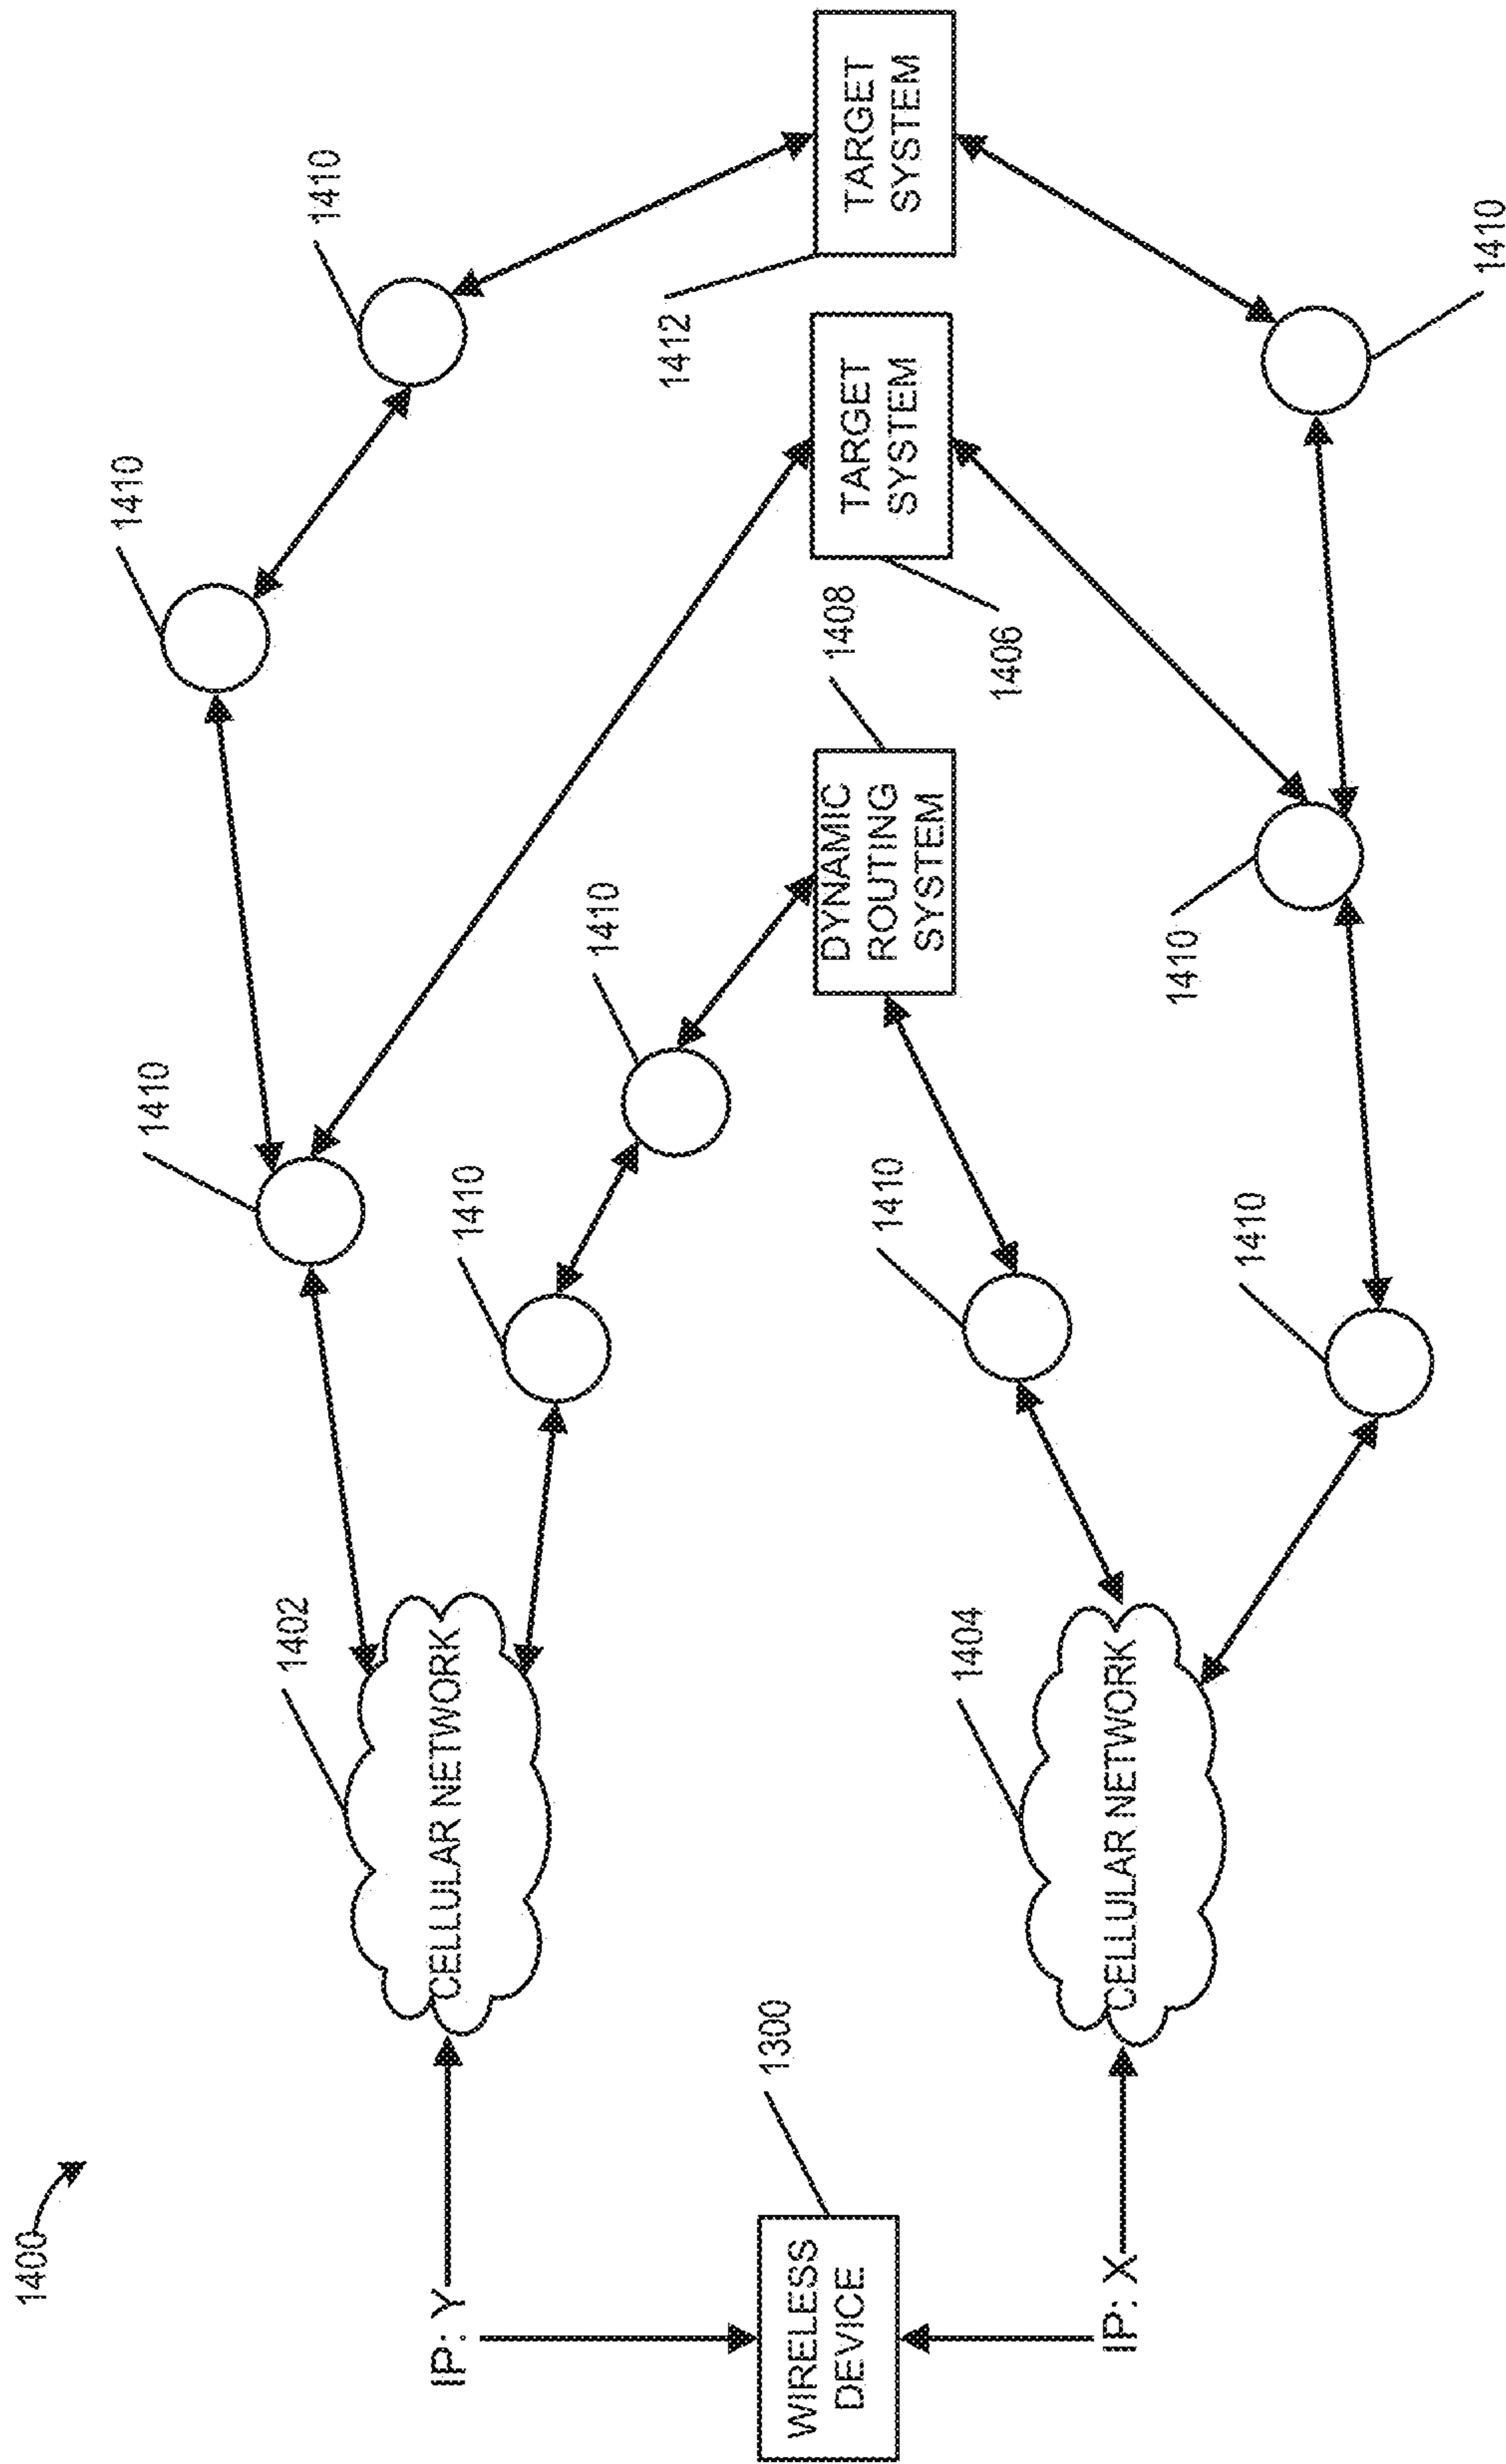 1400
IP: Y
WIRELESS
DEVICE
1300
IP: X
CELLULAR NETWORK
1402
CELLULAR NETWORK
1404
1410
1410
1410
1410
1410
1410
1410
1410
1410
1410
DYNAMIC
ROUTING
SYSTEM
1408
TARGET
SYSTEM
1406
TARGET
SYSTEM
1412